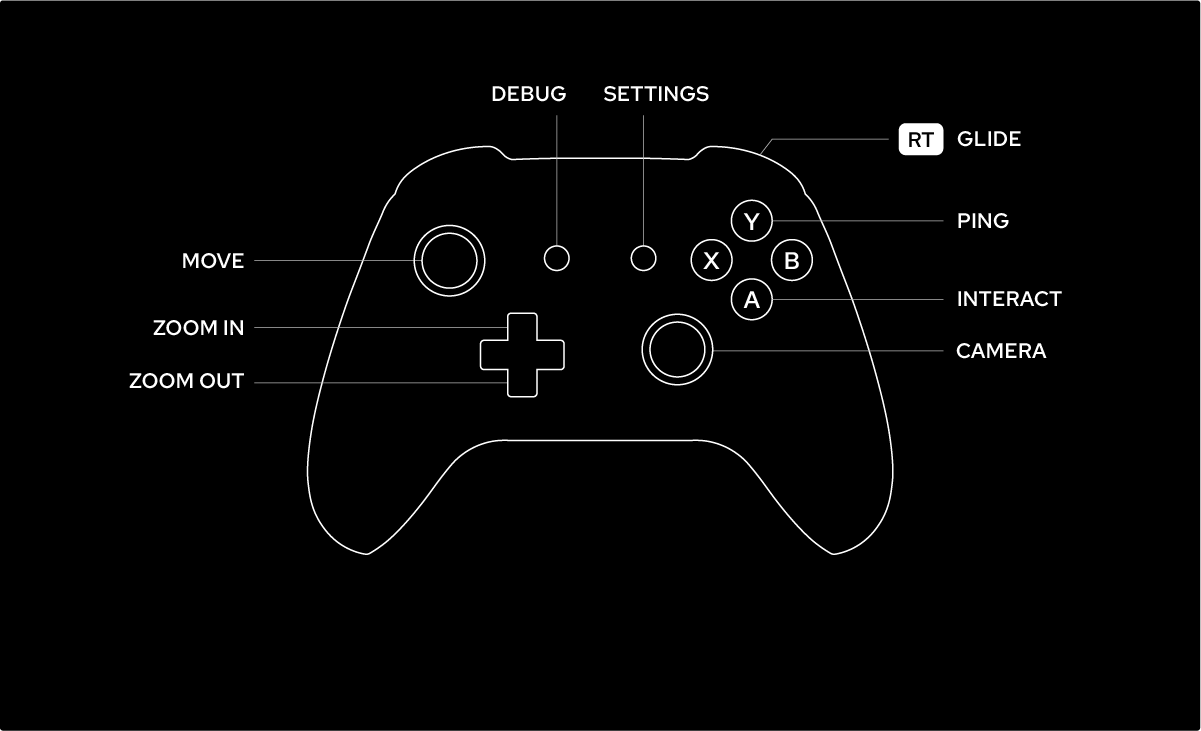 DEBUG SETTINGS
RT GLIDE
Y PING
MOVE
X B
A INTERACT
ZOOM IN
CAMERA
ZOOM OUT